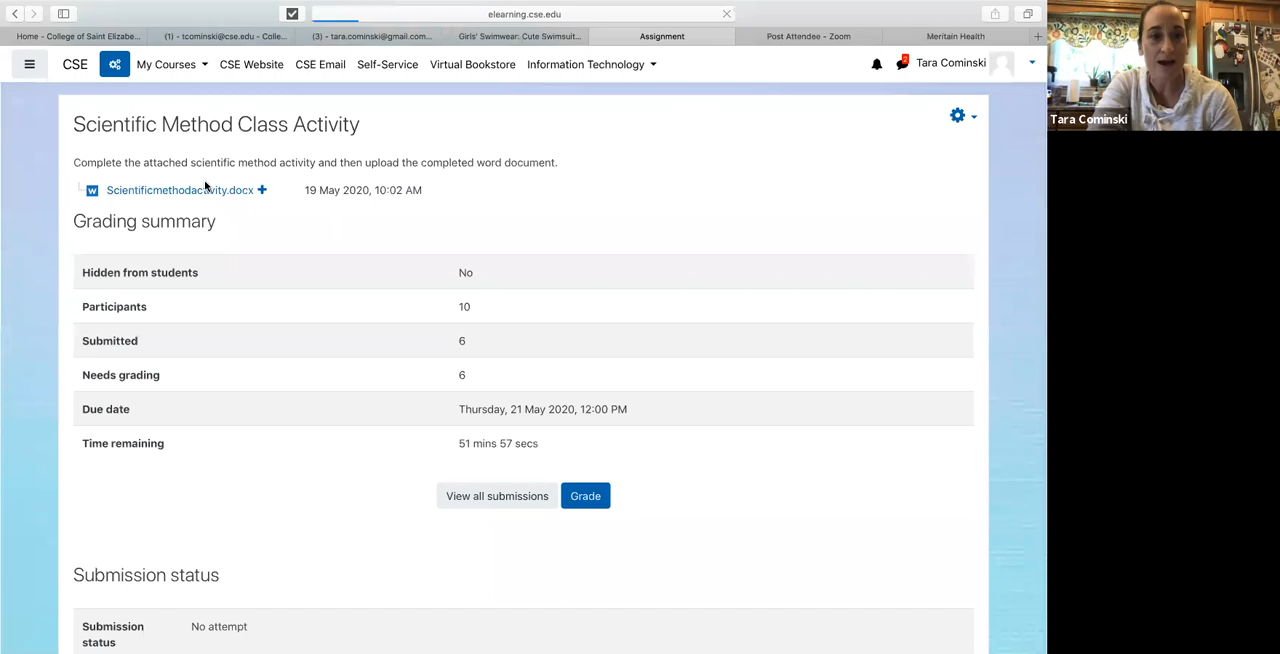 elearning.cse.edu
Home - College of Saint Elizabe...
(1) - tcominski@cse.edu - Colle...
(3) - tara.cominski@gmail.com...
Girls' Swimwear: Cute Swimsuit...
Assignment
Post Attendee - Zoom
Meritain Health
CSE
My Courses
CSE Website
CSE Email
Self-Service
Virtual Bookstore
Information Technology
2
Tara Cominski
Scientific Method Class Activity
Complete the attached scientific method activity and then upload the completed word document.
Scientificmethodactivity.docx
19 May 2020, 10:02 AM
Grading summary
Hidden from students No
Participants 10
Submitted 6
Needs grading 6
Due date Thursday, 21 May 2020, 12:00 PM
Time remaining 51 mins 57 secs
View all submissions
Grade
Submission status
Submission No attempt
status
Tara Cominski